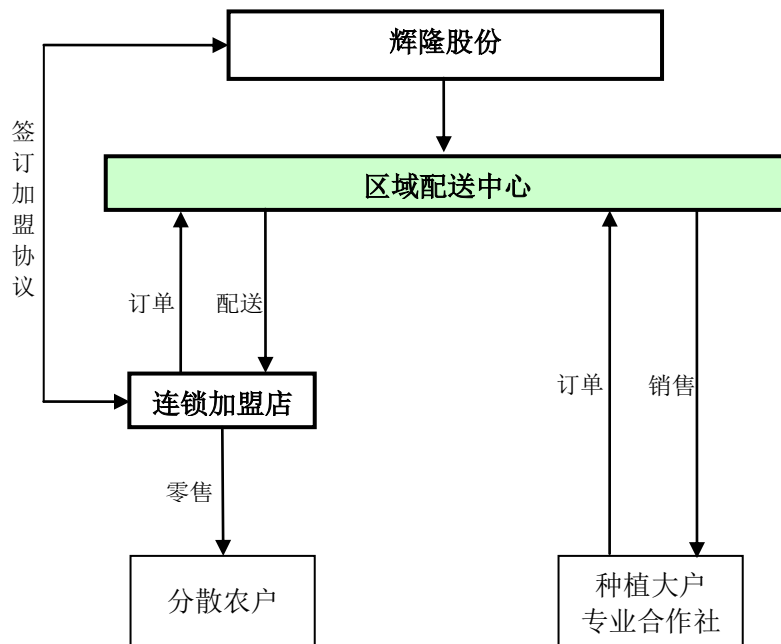 辉隆股份
签订加盟协议
区域配送中心
订单
配送
订单
销售
连锁加盟店
零售
分散农户
种植大户
专业合作社